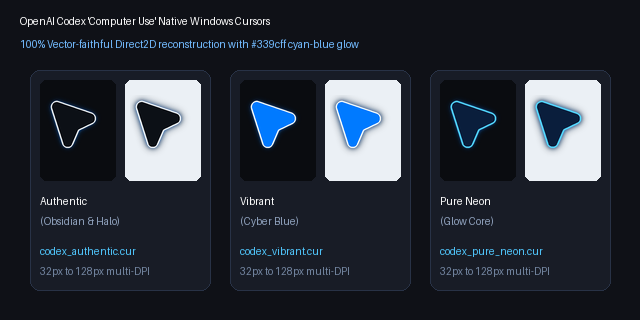 OpenAI Codex 'Computer Use' Native Windows Cursors
100% Vector-faithful Direct2D reconstruction with #339cff cyan-blue glow
Authentic
(Obsidian & Halo)
codex_authentic.cur
32px to 128px multi-DPI
Vibrant
(Cyber Blue)
codex_vibrant.cur
32px to 128px multi-DPI
Pure Neon
(Glow Core)
codex_pure_neon.cur
32px to 128px multi-DPI